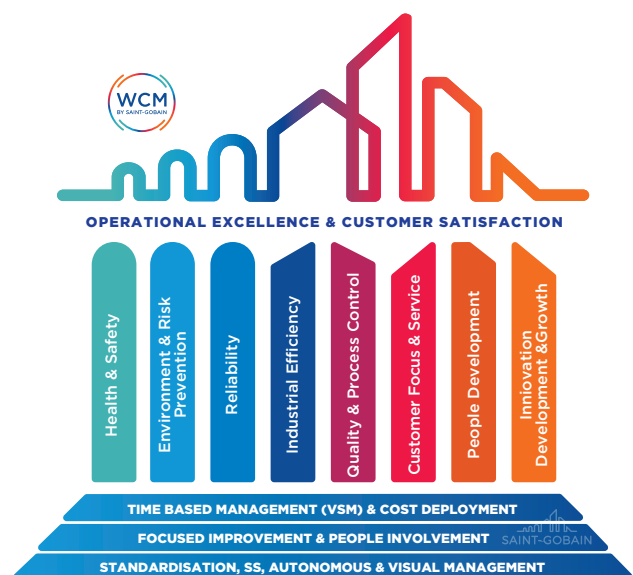 WCM
BY SAINT-GOBAIN
OPERATIONAL EXCELLENCE & CUSTOMER SATISFACTION
Health & Safety
Environment & Risk
Prevention
Reliability
Industrial Efficiency
Quality & Process Control
Customer Focus & Service
People Development
Inniovation
Development &Growth
TIME BASED MANAGEMENT (VSM) & COST DEPLOYMENT
FOCUSED IMPROVEMENT & PEOPLE INVOLVEMENT
SAINT-GOBAIN
STANDARDISATION, SS, AUTONOMOUS & VISUAL MANAGEMENT